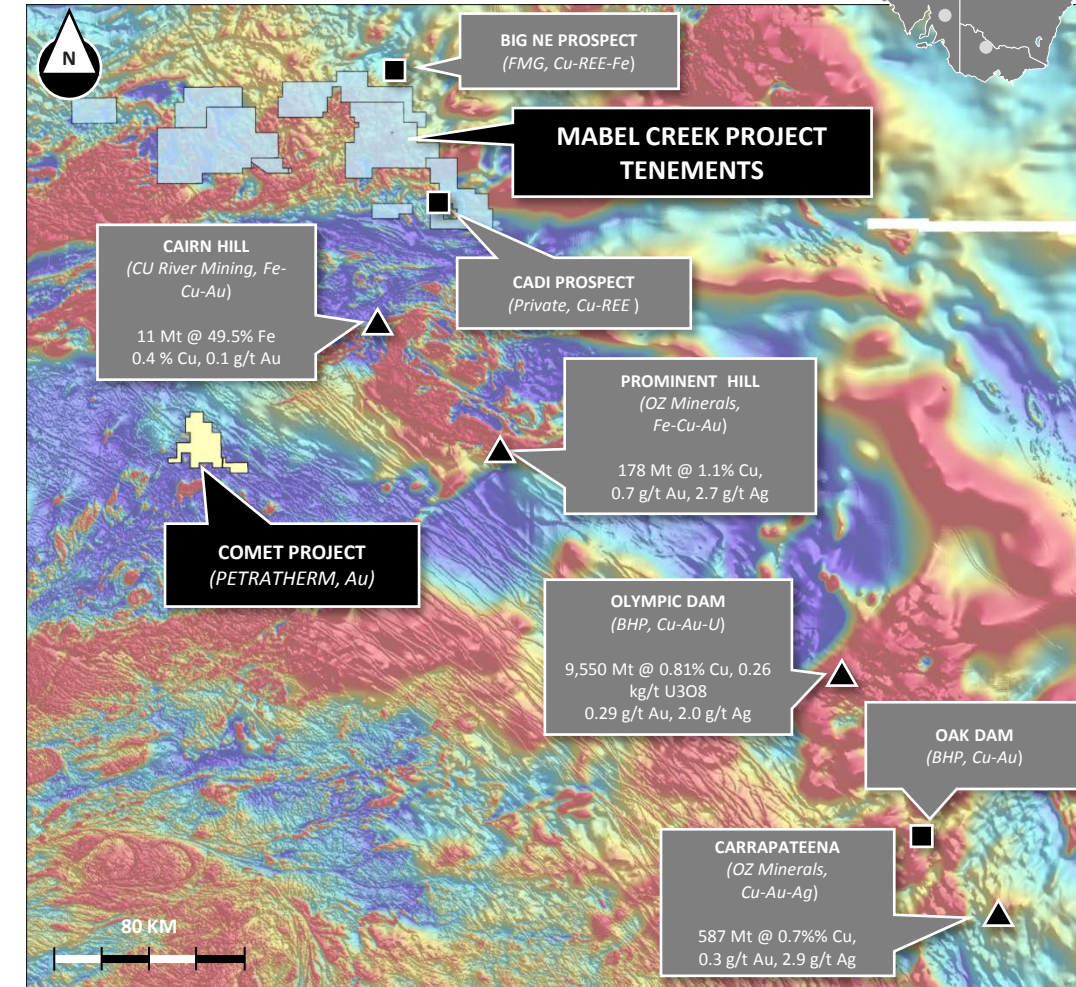 N
BIG NE PROSPECT
(FMG, Cu-REE-Fe)
MABEL CREEK PROJECT
TENEMENTS
CAIRN HILL
(CU River Mining, Fe-
Cu-Au)
11 Mt @ 49.5% Fe
0.4 % Cu, 0.1 g/t Au
CADI PROSPECT
(Private, Cu-REE )
PROMINENT HILL
(OZ Minerals,
Fe-Cu-Au)
178 Mt @ 1.1% Cu,
0.7 g/t Au, 2.7 g/t Ag
COMET PROJECT
(PETRATHERM, Au)
OLYMPIC DAM
(BHP, Cu-Au-U)
9,550 Mt @ 0.81% Cu, 0.26
kg/t U3O8
0.29 g/t Au, 2.0 g/t Ag
OAK DAM
(BHP, Cu-Au)
CARRAPATEENA
(OZ Minerals,
Cu-Au-Ag)
587 Mt @ 0.7%% Cu,
0.3 g/t Au, 2.9 g/t Ag
80 KM